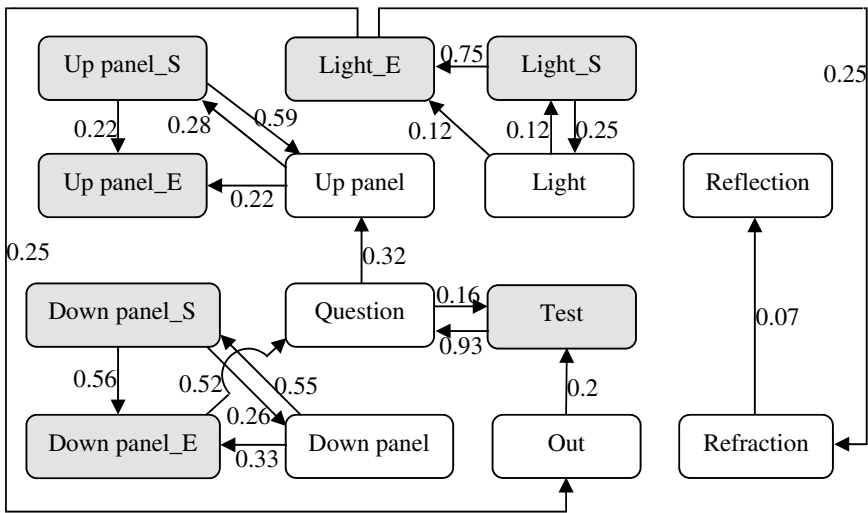 Up panel_S
Light_E
0.75
Light_S
0.25
0.22
0.28
0.59
0.12
0.12
0.25
Up panel_E
0.22
Up panel
Light
Reflection
0.25
0.32
Down panel_S
Question
0.16
0.93
Test
0.07
0.56
0.52
0.26
0.55
0.2
Down panel_E
0.33
Down panel
Out
Refraction